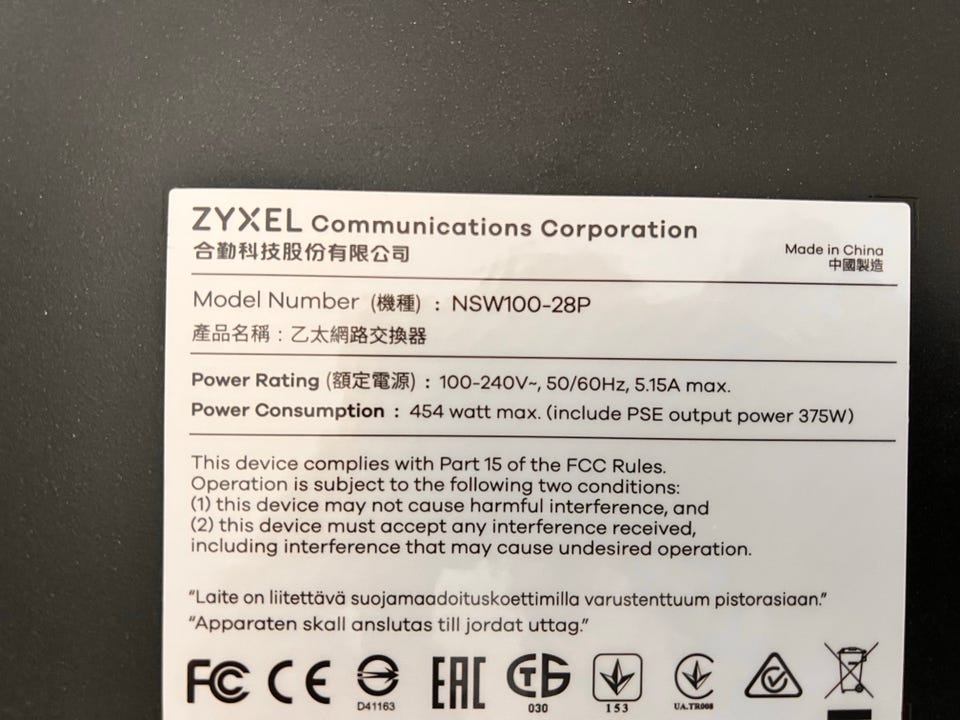 ZYXEL Communications Corporation
合勤科技股份有限公司
Made in China
中國製造
Model Number (機種) : NSW100-28P
產品名稱：乙太網路交換器
Power Rating (額定電源) : 100-240V~, 50/60Hz, 5.15A max.
Power Consumption : 454 watt max. (include PSE output power 375W)
This device complies with Part 15 of the FCC Rules.
Operation is subject to the following two conditions:
(1) this device may not cause harmful interference, and
(2) this device must accept any interference received,
including interference that may cause undesired operation.
“Laite on liitettävä suojamaadoituskoettimilla varustenttuum pistorasiaan.”
“Apparaten skall anslutas till jordat uttag.”
FC CE EAC
D41163
030
153
UA.TR008